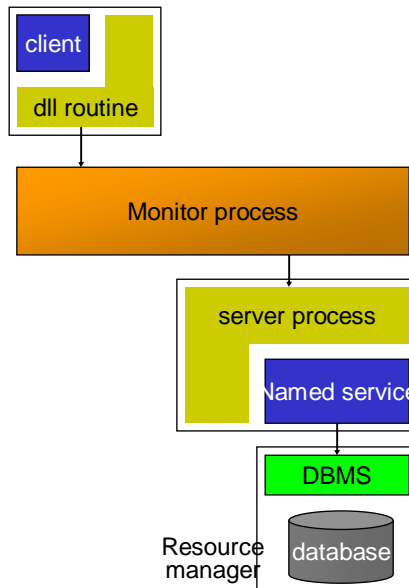 client
dll routine
Monitor process
server process
Named service
DBMS
Resource
manager
database